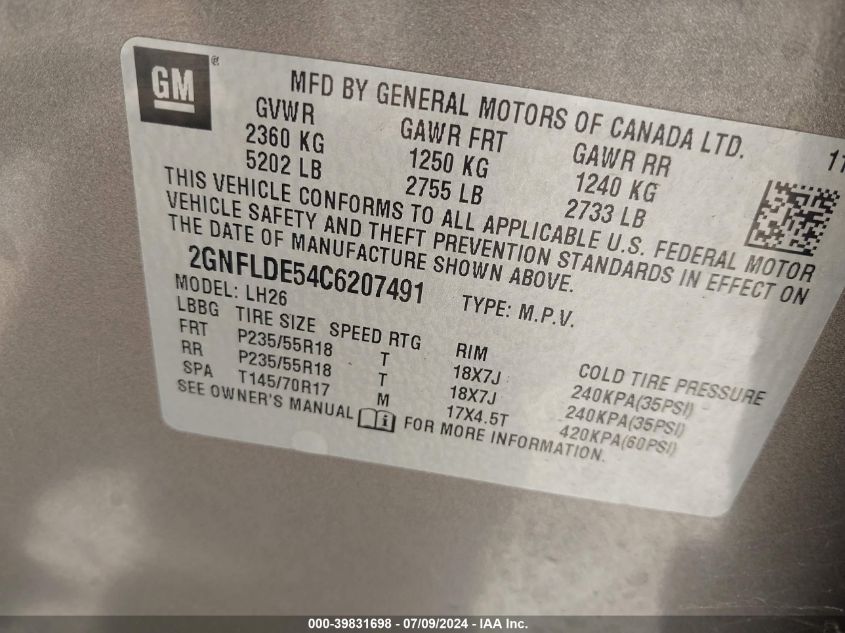 GM ®
MFD BY GENERAL MOTORS OF CANADA LTD.
GVWR GAWR FRT GAWR RR 11
2360 KG 1250 KG 1240 KG
5202 LB 2755 LB 2733 LB
THIS VEHICLE CONFORMS TO ALL APPLICABLE U.S. FEDERAL MOTOR
VEHICLE SAFETY AND THEFT PREVENTION STANDARDS IN EFFECT ON
THE DATE OF MANUFACTURE SHOWN ABOVE.
2GNFLDE54C6207491 TYPE: M.P.V.
MODEL: LH26
LBBG TIRE SIZE SPEED RTG RIM COLD TIRE PRESSURE
FRT P235/55R18 T 18X7J 240KPA(35PSI)
RR P235/55R18 T 18X7J 240KPA(35PSI)
SPA T145/70R17 M 17X4.5T 420KPA(60PSI)
SEE OWNER'S MANUAL i FOR MORE INFORMATION.
000-39831698 - 07/09/2024 - IAA Inc.